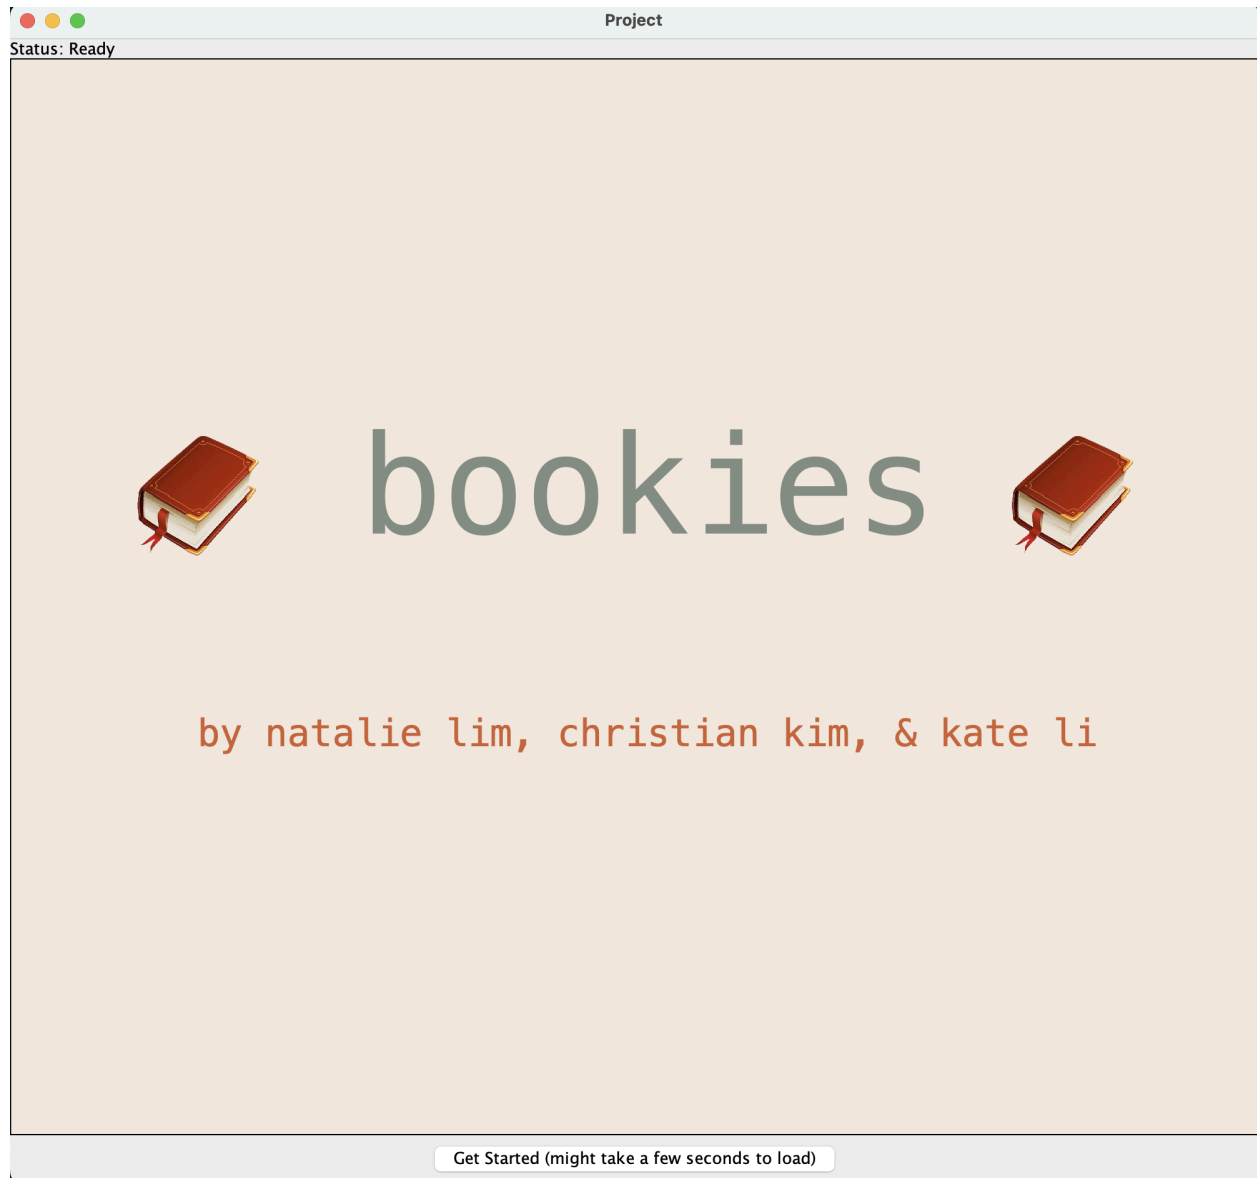 Project
Status: Ready
bookies
by natalie lim, christian kim, & kate li
Get Started (might take a few seconds to load)